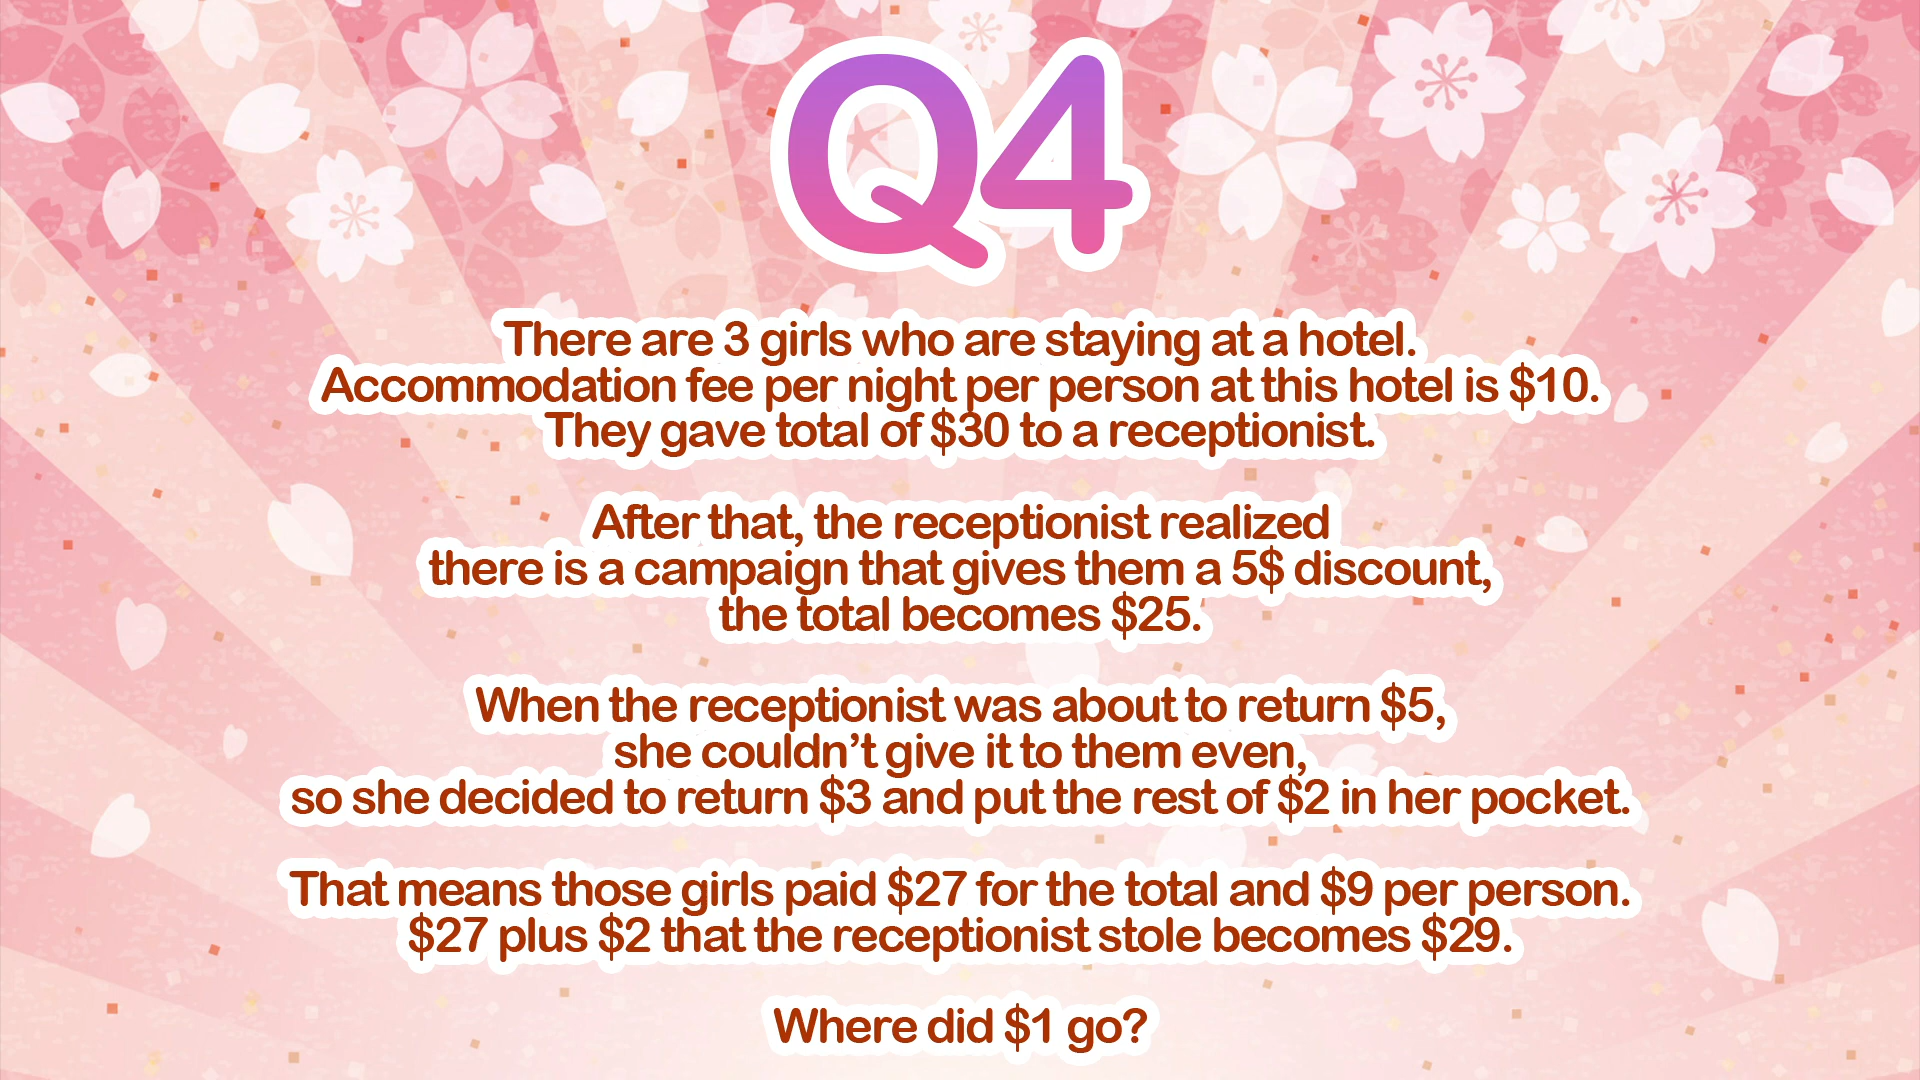 Q4
There are 3 girls who are staying at a hotel.
Accommodation fee per night per person at this hotel is $10.
They gave total of $30 to a receptionist.
After that, the receptionist realized
there is a campaign that gives them a 5$ discount,
the total becomes $25.
When the receptionist was about to return $5,
she couldn’t give it to them even,
so she decided to return $3 and put the rest of $2 in her pocket.
That means those girls paid $27 for the total and $9 per person.
$27 plus $2 that the receptionist stole becomes $29.
Where did $1 go?